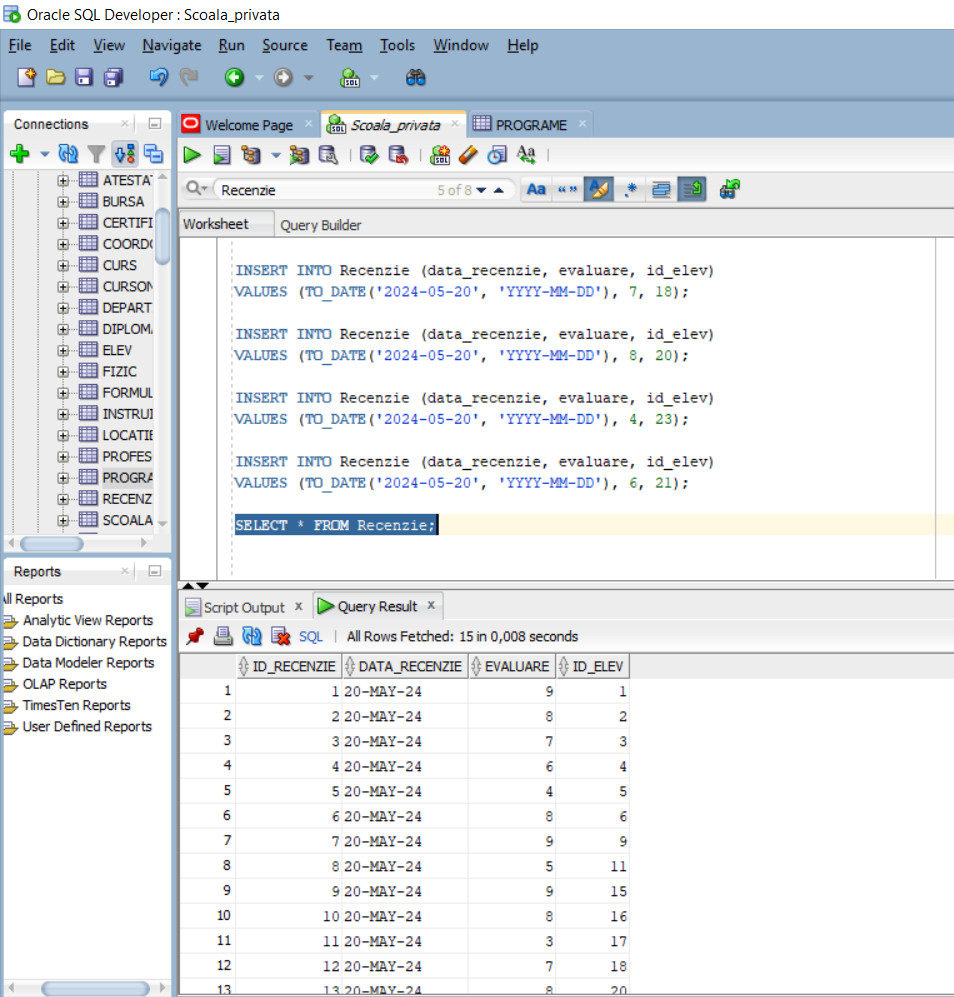 Oracle SQL Developer : Scoala_privata
File Edit View Navigate Run Source Team Tools Window Help
Connections
ATESTAT
BURSA
CERTIFI
COORDO
CURS
CURSON
DEPART
DIPLOM
ELEV
FIZIC
FORMUL
INSTRUI
LOCATIE
PROFES
PROGRA
RECENZ
SCOALA
Reports
All Reports
Analytic View Reports
Data Dictionary Reports
Data Modeler Reports
OLAP Reports
TimesTen Reports
User Defined Reports
Welcome Page Scoala_privata PROGRAME
Recenzie 5 of 8 Aa “ ” .*
Worksheet Query Builder
INSERT INTO Recenzie (data_recenzie, evaluare, id_elev)
VALUES (TO_DATE('2024-05-20', 'YYYY-MM-DD'), 7, 18);
INSERT INTO Recenzie (data_recenzie, evaluare, id_elev)
VALUES (TO_DATE('2024-05-20', 'YYYY-MM-DD'), 8, 20);
INSERT INTO Recenzie (data_recenzie, evaluare, id_elev)
VALUES (TO_DATE('2024-05-20', 'YYYY-MM-DD'), 4, 23);
INSERT INTO Recenzie (data_recenzie, evaluare, id_elev)
VALUES (TO_DATE('2024-05-20', 'YYYY-MM-DD'), 6, 21);
SELECT * FROM Recenzie;
Script Output Query Result
SQL All Rows Fetched: 15 in 0,008 seconds
ID_RECENZIE DATA_RECENZIE EVALUARE ID_ELEV
1 1 20-MAY-24 9 1
2 2 20-MAY-24 8 2
3 3 20-MAY-24 7 3
4 4 20-MAY-24 6 4
5 5 20-MAY-24 4 5
6 6 20-MAY-24 8 6
7 7 20-MAY-24 9 9
8 8 20-MAY-24 5 11
9 9 20-MAY-24 9 15
10 10 20-MAY-24 8 16
11 11 20-MAY-24 3 17
12 12 20-MAY-24 7 18
13 13 20-MAY-24 8 20